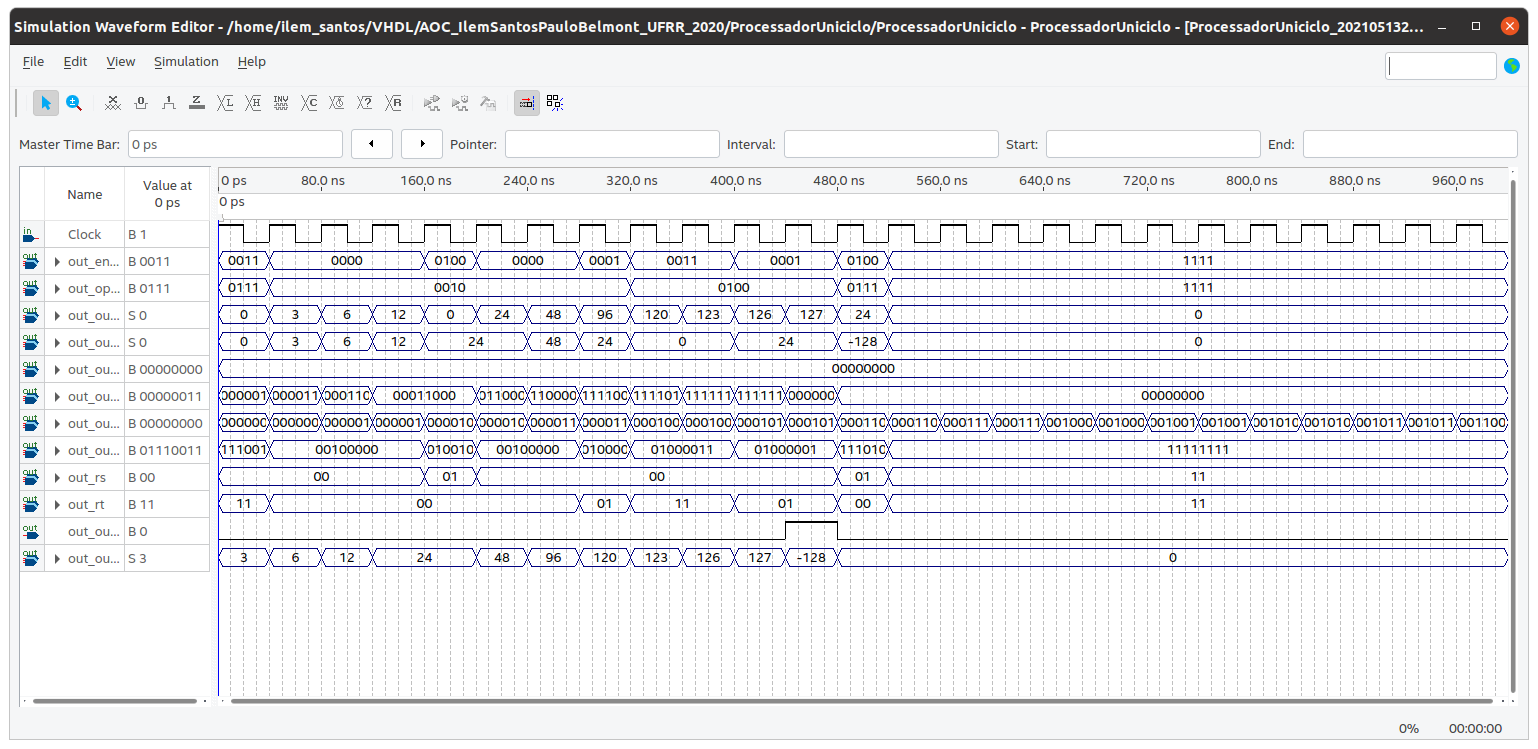 Simulation Waveform Editor - /home/ilem_santos/VHDL/AOC_IlemSantosPauloBelmont_UFRR_2020/ProcessadorUniciclo/ProcessadorUniciclo - ProcessadorUniciclo - [ProcessadorUniciclo_202105132...
File Edit View Simulation Help
Master Time Bar: 0 ps Pointer: Interval: Start: End:
Name Value at 0 ps
0 ps 80.0 ns 160.0 ns 240.0 ns 320.0 ns 400.0 ns 480.0 ns 560.0 ns 640.0 ns 720.0 ns 800.0 ns 880.0 ns 960.0 ns
0 ps
in Clock B 1
out out_en... B 0011 0011 0000 0100 0000 0001 0011 0001 0100 1111
out out_op... B 0111 0111 0010 0100 0111 1111
out out_ou... S 0 0 3 6 12 0 24 48 96 120 123 126 127 24 0
out out_ou... S 0 0 3 6 12 24 48 24 0 24 -128 0
out out_ou... B 00000000 00000000
out out_ou... B 00000011 000001 000011 000110 00011000 011000 110000 111100 111101 111111 111111 000000 00000000
out out_ou... B 00000000 000000 000000 000001 000001 000010 000010 000011 000011 000100 000100 000101 000101 000110 000110 000111 000111 001000 001000 001001 001001 001010 001010 001011 001011 001100
out out_ou... B 01110011 111001 00100000 010010 00100000 010000 01000011 01000001 111010 11111111
out out_rs B 00 00 01 00 01 11
out out_rt B 11 11 00 01 11 01 00 11
out out_ou... B 0
out out_ou... S 3 3 6 12 24 48 96 120 123 126 127 -128 0
0% 00:00:00